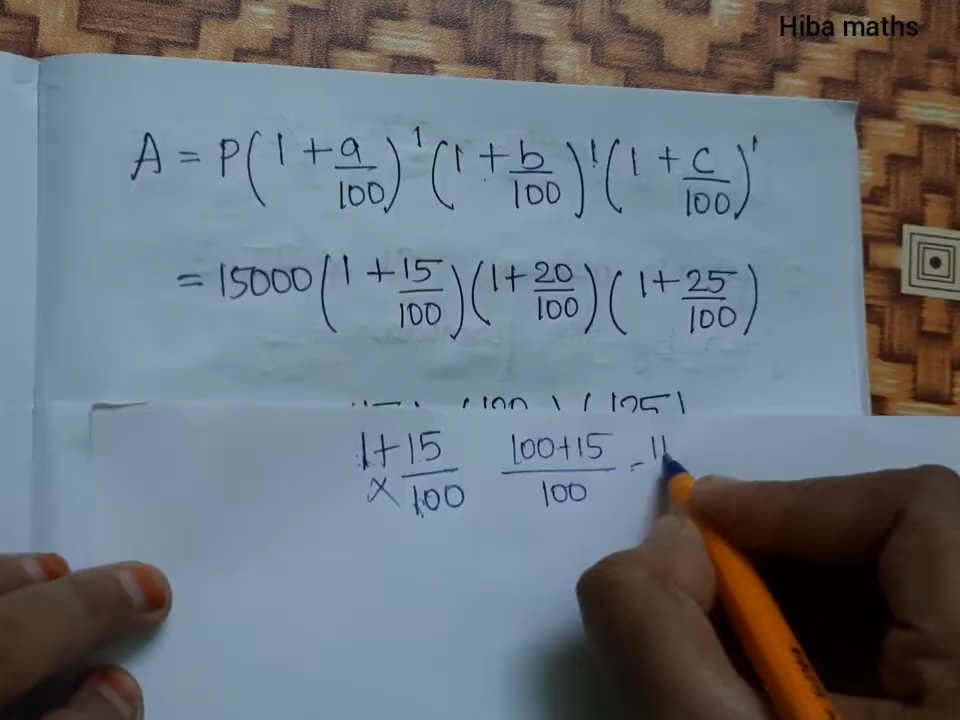 Hiba maths
A = P(1 + a/100)^1 (1 + b/100)^1 (1 + c/100)^1
= 15000(1 + 15/100)(1 + 20/100)(1 + 25/100)
1 + 15/100 100+15/100 = 11
×